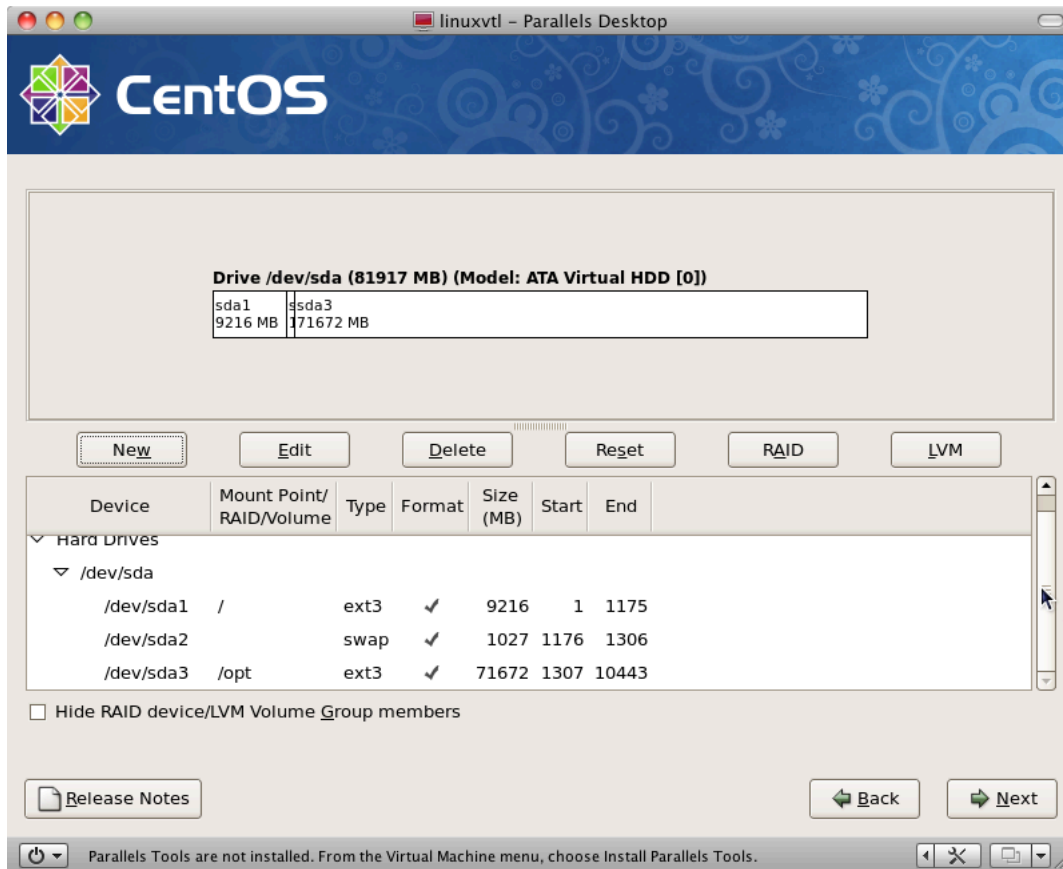 linuxvtl – Parallels Desktop
CentOS
Drive /dev/sda (81917 MB) (Model: ATA Virtual HDD [0])
sda1 s sda3
9216 MB 1 71672 MB
New Edit Delete Reset RAID LVM
Device Mount Point/ RAID/Volume Type Format Size (MB) Start End
Hard Drives
/dev/sda
/dev/sda1 / ext3 9216 1 1175
/dev/sda2 swap 1027 1176 1306
/dev/sda3 /opt ext3 71672 1307 10443
Hide RAID device/LVM Volume Group members
Release Notes Back Next
Parallels Tools are not installed. From the Virtual Machine menu, choose Install Parallels Tools.